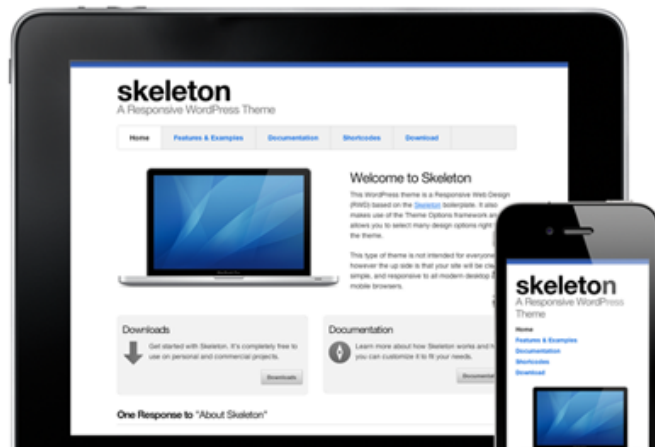 skeleton
A Responsive WordPress Theme
Home Features & Examples Documentation Shortcodes Download
Welcome to Skeleton
This WordPress theme is a Responsive Web Design
(RWD) based on the Skeleton boilerplate. It also
makes use of the Theme Options framework an
allows you to select many design options right
the theme.
This type of theme is not intended for everyone
however the up side is that your site will be cle
simple, and responsive to all modern desktop
mobile browsers.
Downloads
Get started with Skeleton. It's completely free to
use on personal and commercial projects.
Downloads
Documentation
Learn more about how Skeleton works and h
you can customize it to fit your needs.
Documentat
One Response to "About Skeleton"
skeleton
A Responsive WordPress
Theme
Home
Features & Examples
Documentation
Shortcodes
Download